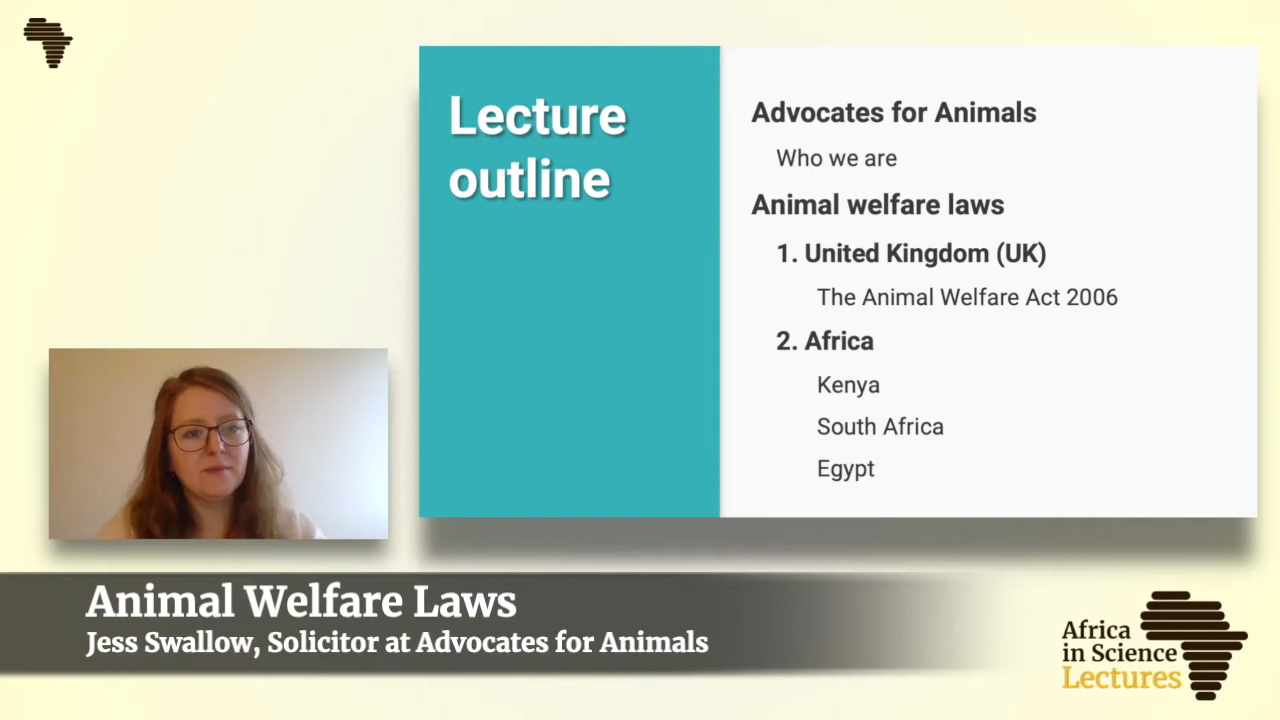 Lecture
outline
Advocates for Animals
Who we are
Animal welfare laws
1. United Kingdom (UK)
The Animal Welfare Act 2006
2. Africa
Kenya
South Africa
Egypt
Animal Welfare Laws
Jess Swallow, Solicitor at Advocates for Animals
Africa
in Science
Lectures